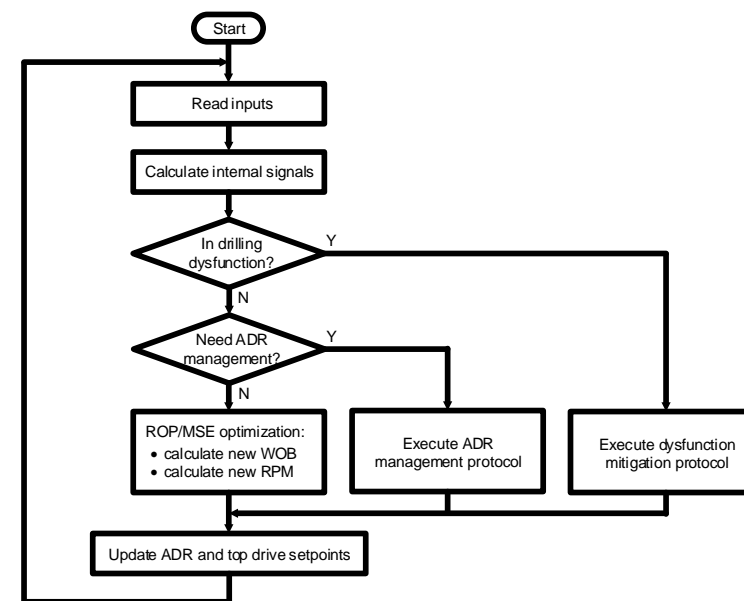 Start
Read inputs
Calculate internal signals
In drilling
dysfunction?
Y
N
Need ADR
management?
Y
N
ROP/MSE optimization:
• calculate new WOB
• calculate new RPM
Execute ADR
management protocol
Execute dysfunction
mitigation protocol
Update ADR and top drive setpoints